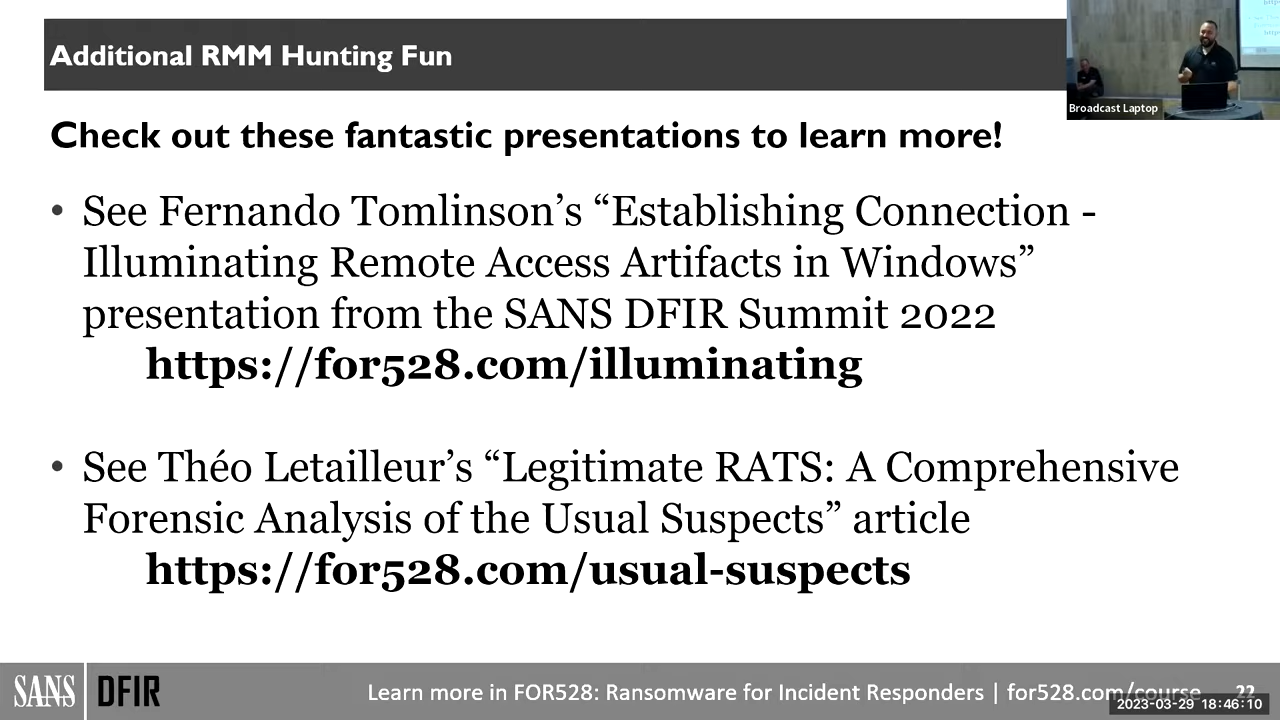 Additional RMM Hunting Fun
Broadcast Laptop
Check out these fantastic presentations to learn more!
• See Fernando Tomlinson’s “Establishing Connection -
Illuminating Remote Access Artifacts in Windows”
presentation from the SANS DFIR Summit 2022
https://for528.com/illuminating
• See Théo Letailleur’s “Legitimate RATS: A Comprehensive
Forensic Analysis of the Usual Suspects” article
https://for528.com/usual-suspects
SANS DFIR
Learn more in FOR528: Ransomware for Incident Responders | for528.com/course 22
2023-03-29 18:46:10